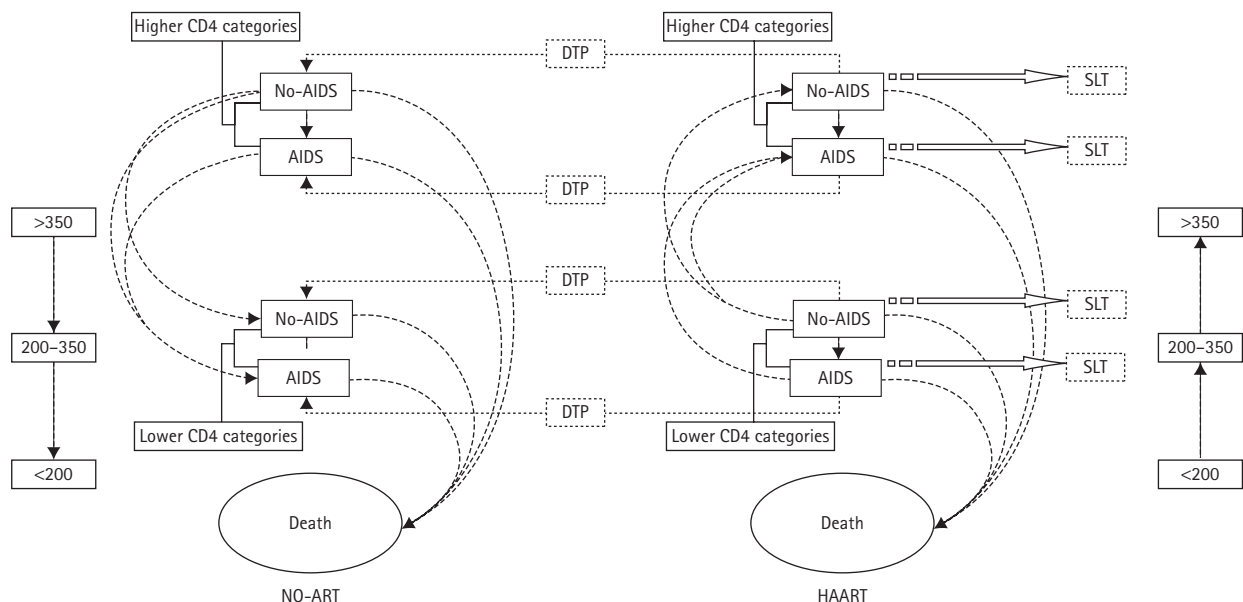 Higher CD4 categories
Higher CD4 categories
DTP
No-AIDS
No-AIDS
SLT
AIDS
AIDS
SLT
DTP
>350
>350
DTP
SLT
No-AIDS
No-AIDS
200–350
200–350
AIDS
AIDS
SLT
DTP
Lower CD4 categories
Lower CD4 categories
<200
<200
Death
Death
NO-ART
HAART